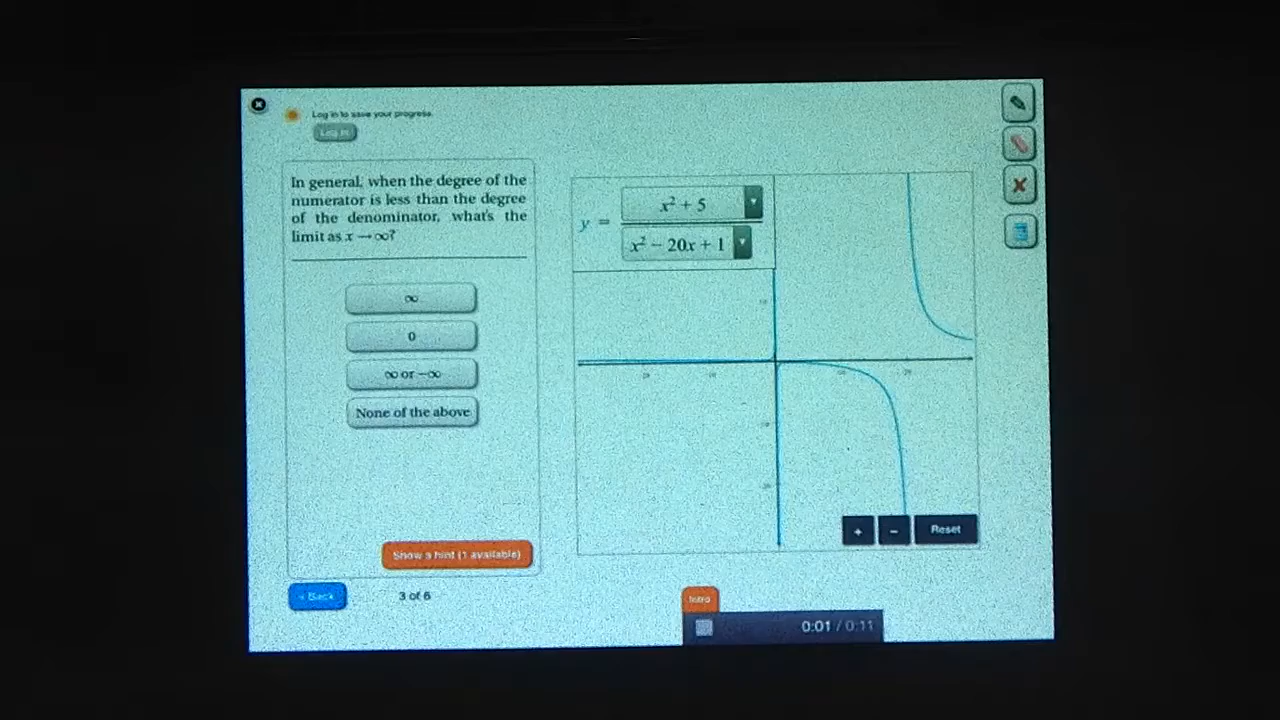 Log in to save your progress.
Log in
In general, when the degree of the
numerator is less than the degree
of the denominator, what's the
limit as x → ∞?
∞
0
∞ or −∞
None of the above
Show a hint (1 available)
< Back
3 of 6
y = 
x² + 5
x² − 20x + 1
+
−
Reset
Intro
0:01 / 0:11